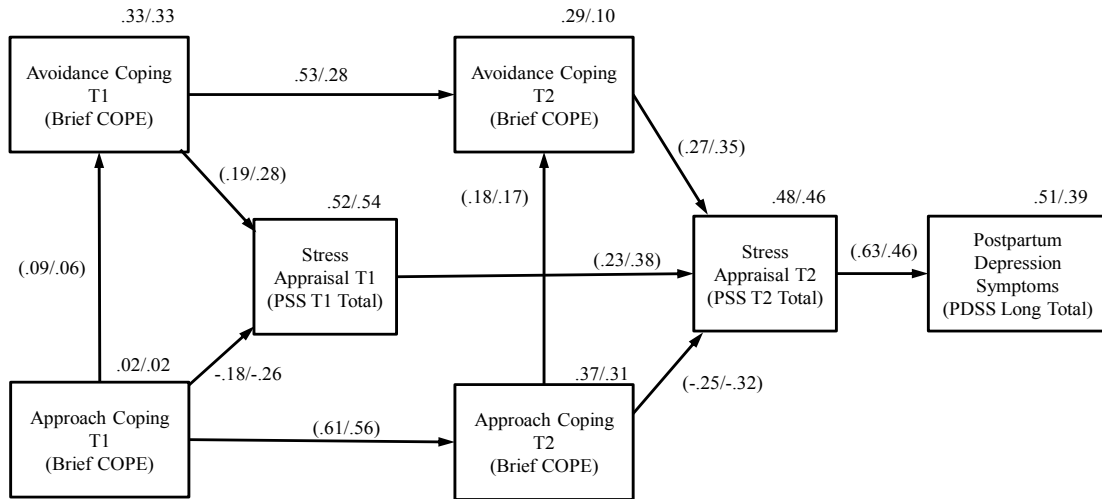 .33/.33
.29/.10
Avoidance Coping
T1
(Brief COPE)
.53/.28
Avoidance Coping
T2
(Brief COPE)
(.27/.35)
(.19/.28)
(.18/.17)
.52/.54
.48/.46
.51/.39
(.09/.06)
Stress
Appraisal T1
(PSS T1 Total)
(.23/.38)
Stress
Appraisal T2
(PSS T2 Total)
(.63/.46)
Postpartum
Depression
Symptoms
(PDSS Long Total)
.02/.02
-.18/-.26
.37/.31
(-.25/-.32)
Approach Coping
T1
(Brief COPE)
(.61/.56)
Approach Coping
T2
(Brief COPE)